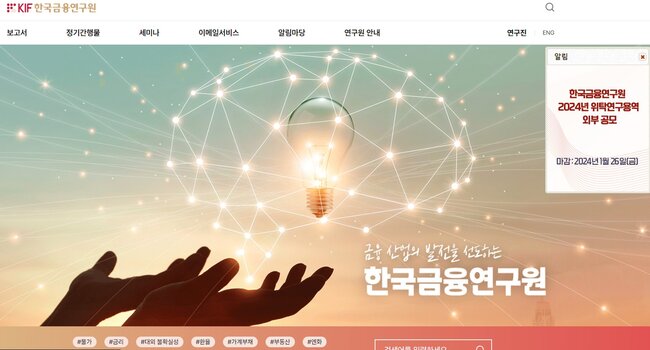 KIF 한국금융연구원
보고서 정기간행물 세미나 이메일서비스 알림마당 연구원 안내 연구진 ENG
알림
한국금융연구원
2024년 위탁연구용역
외부 공모
마감 : 2024년 1월 26일(금)
금융 산업의 발전을 선도하는
한국금융연구원
#물가 #금리 #대외 불확실성 #환율 #가계부채 #부동산 #엔화
검색어를 입력하세요